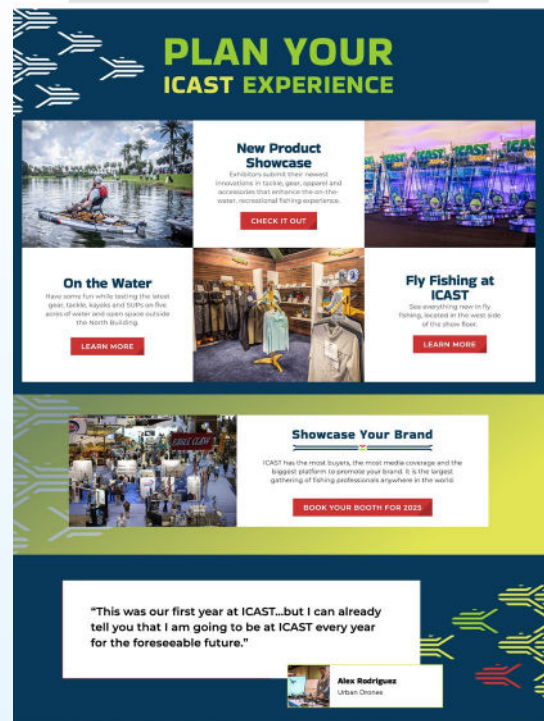 PLAN YOUR
ICAST EXPERIENCE
New Product
Showcase
Exhibitors submit their newest
innovations in tackle, gear, apparel and
accessories that enhance the on-the-
water, recreational fishing experience.
CHECK IT OUT
ICAST
On the Water
Have some fun while testing the latest
gear, tackle, kayaks and SUPs on five
acres of water and open space outside
the North Building.
LEARN MORE
Fly Fishing at
ICAST
See everything new in fly
fishing, located in the west side
of the show floor.
LEARN MORE
EAGLE CLAW
Showcase Your Brand
ICAST has the most buyers, the most media coverage and the
biggest platform to promote your brand. It is the largest
gathering of fishing professionals anywhere in the world.
BOOK YOUR BOOTH FOR 2025
“This was our first year at ICAST...but I can already
tell you that I am going to be at ICAST every year
for the foreseeable future.”
Alex Rodriguez
Urban Drones